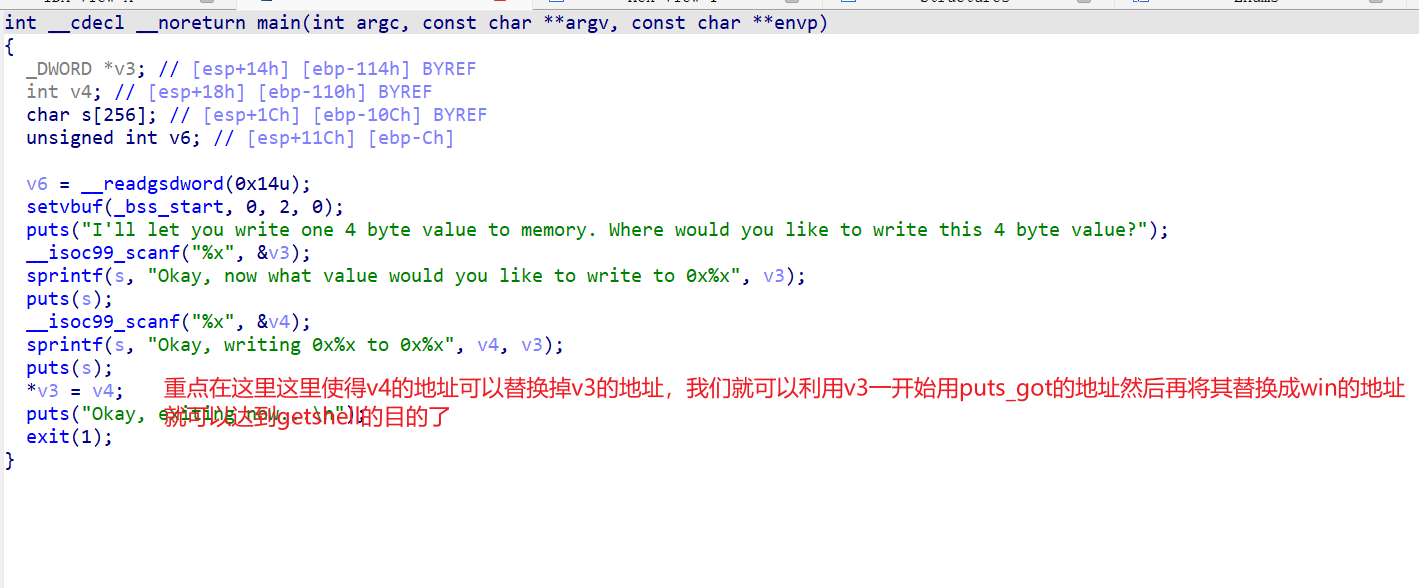 int __cdecl __noreturn main(int argc, const char **argv, const char **envp)
{
_DWORD *v3; // [esp+14h] [ebp-114h] BYREF
int v4; // [esp+18h] [ebp-110h] BYREF
char s[256]; // [esp+1Ch] [ebp-10Ch] BYREF
unsigned int v6; // [esp+11Ch] [ebp-Ch]
v6 = __readgsdword(0x14u);
setvbuf(_bss_start, 0, 2, 0);
puts("I'll let you write one 4 byte value to memory. Where would you like to write this 4 byte value?");
__isoc99_scanf("%x", &v3);
sprintf(s, "Okay, now what value would you like to write to 0x%x", v3);
puts(s);
__isoc99_scanf("%x", &v4);
sprintf(s, "Okay, writing 0x%x to 0x%x", v4, v3);
puts(s);
*v3 = v4;
重点在这里这里使得v4的地址可以替换掉v3的地址，我们就可以利用v3一开始用puts_got的地址然后再将其替换成win的地址
就可以达到getshell的目的了
puts("Okay, exiting now...\n");
exit(1);
}